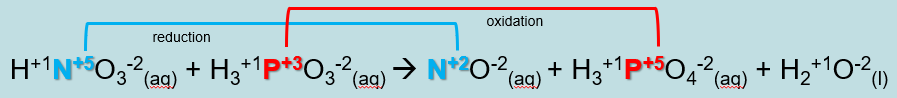 oxidation
reduction
H⁺¹N⁺⁵O₃⁻²(aq) + H₃⁺¹P⁺³O₃⁻²(aq) → N⁺²O⁻²(aq) + H₃⁺¹P⁺⁵O₄⁻²(aq) + H₂⁺¹O⁻²(l)